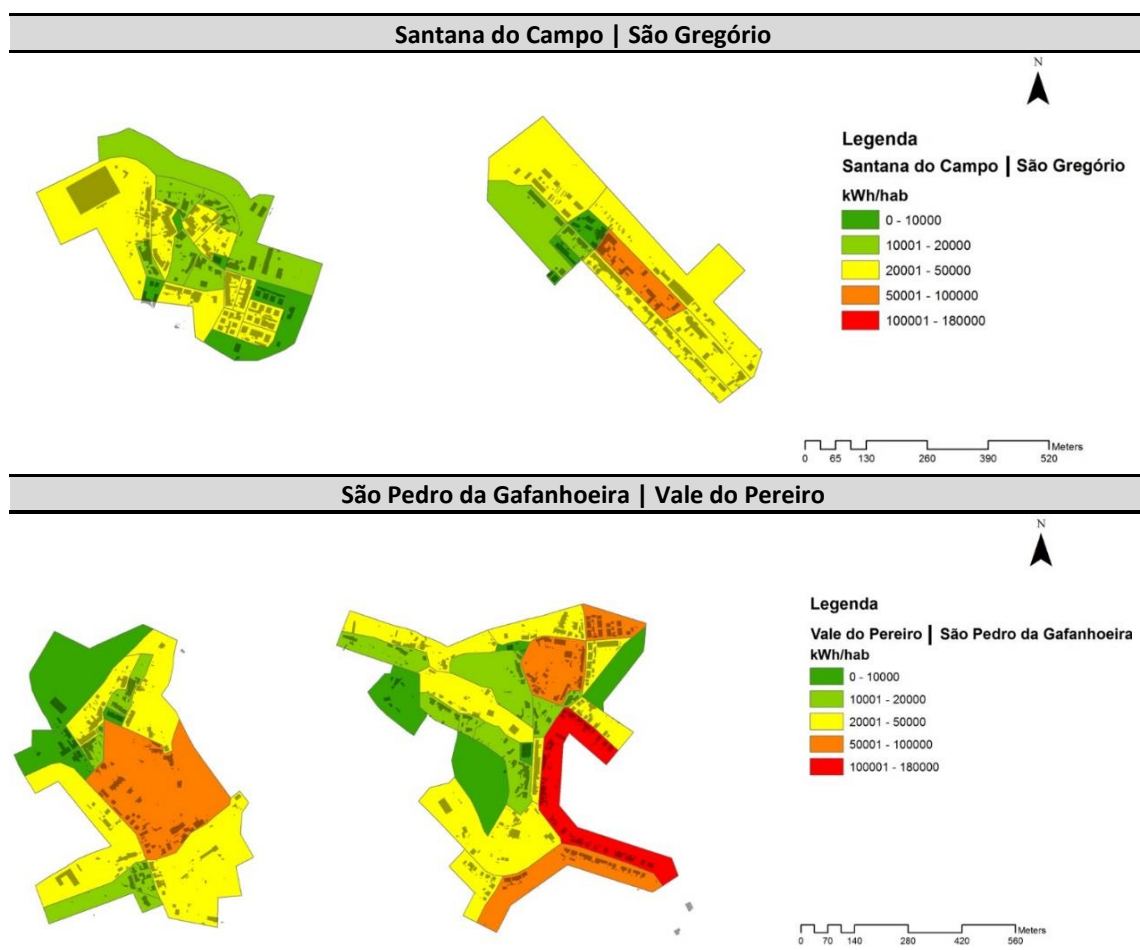 Santana do Campo | São Gregório
N
Legenda
Santana do Campo | São Gregório
kWh/hab
0 - 10000
10001 - 20000
20001 - 50000
50001 - 100000
100001 - 180000
Meters
0 65 130 260 390 520
São Pedro da Gafanhoeira | Vale do Pereiro
N
Legenda
Vale do Pereiro | São Pedro da Gafanhoeira
kWh/hab
0 - 10000
10001 - 20000
20001 - 50000
50001 - 100000
100001 - 180000
Meters
0 70 140 280 420 560